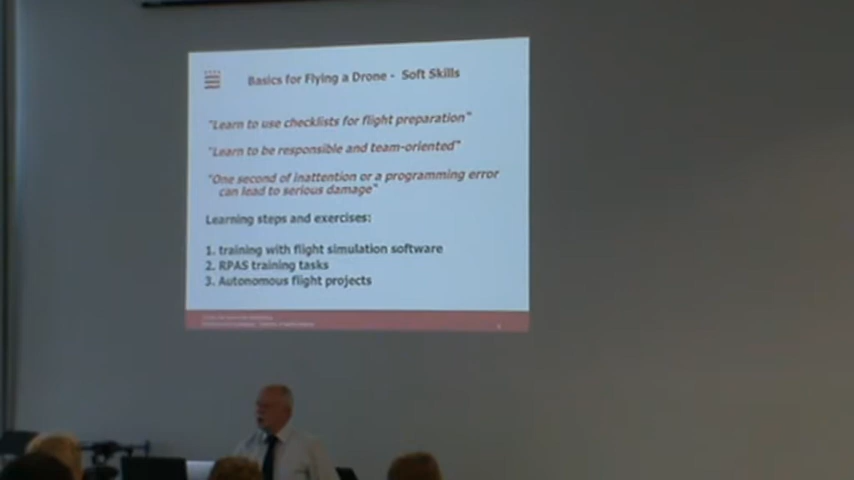 Basics for Flying a Drone - Soft Skills
"Learn to use checklists for flight preparation"
"Learn to be responsible and team-oriented"
"One second of inattention or a programming error
can lead to serious damage"
Learning steps and exercises:
1. training with flight simulation software
2. RPAS training tasks
3. Autonomous flight projects